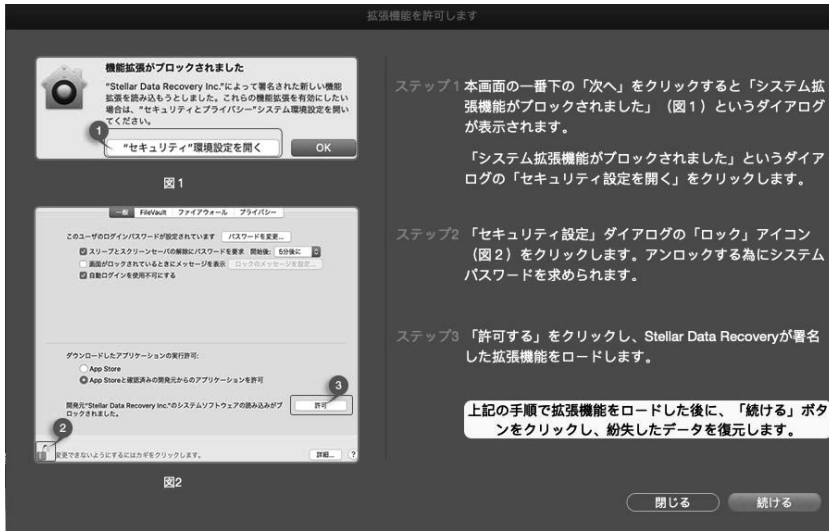 拡張機能を許可します
機能拡張がブロックされました
"Stellar Data Recovery Inc."によって署名された新しい機能
拡張を読み込もうとしました。これらの機能拡張を有効にしたい
場合は、"セキュリティとプライバシー"システム環境設定を開い
てください。
1
"セキュリティ"環境設定を開く
OK
図1
一般 FileVault ファイアウォール プライバシー
このユーザのログインパスワードが設定されています パスワードを変更...
スリープとスクリーンセーバの解除にパスワードを要求 開始後: 5分後に
画面がロックされているときにメッセージを表示 ロックのメッセージを設定...
自動ログインを使用不可にする
ダウンロードしたアプリケーションの実行許可:
App Store
App Storeと確認済みの開発元からのアプリケーションを許可
3
開発元"Stellar Data Recovery Inc."のシステムソフトウェアの読み込みがブ
ロックされました。
許可
2
変更できないようにするにはカギをクリックします。
詳細... ?
図2
ステップ1 本画面の一番下の「次へ」をクリックすると「システム拡
張機能がブロックされました」（図1）というダイアログ
が表示されます。
「システム拡張機能がブロックされました」というダイア
ログの「セキュリティ設定を開く」をクリックします。
ステップ2 「セキュリティ設定」ダイアログの「ロック」アイコン
（図2）をクリックします。アンロックする為にシステム
パスワードを求められます。
ステップ3 「許可する」をクリックし、Stellar Data Recoveryが署名
した拡張機能をロードします。
上記の手順で拡張機能をロードした後に、「続ける」ボタ
ンをクリックし、紛失したデータを復元します。
閉じる 続ける